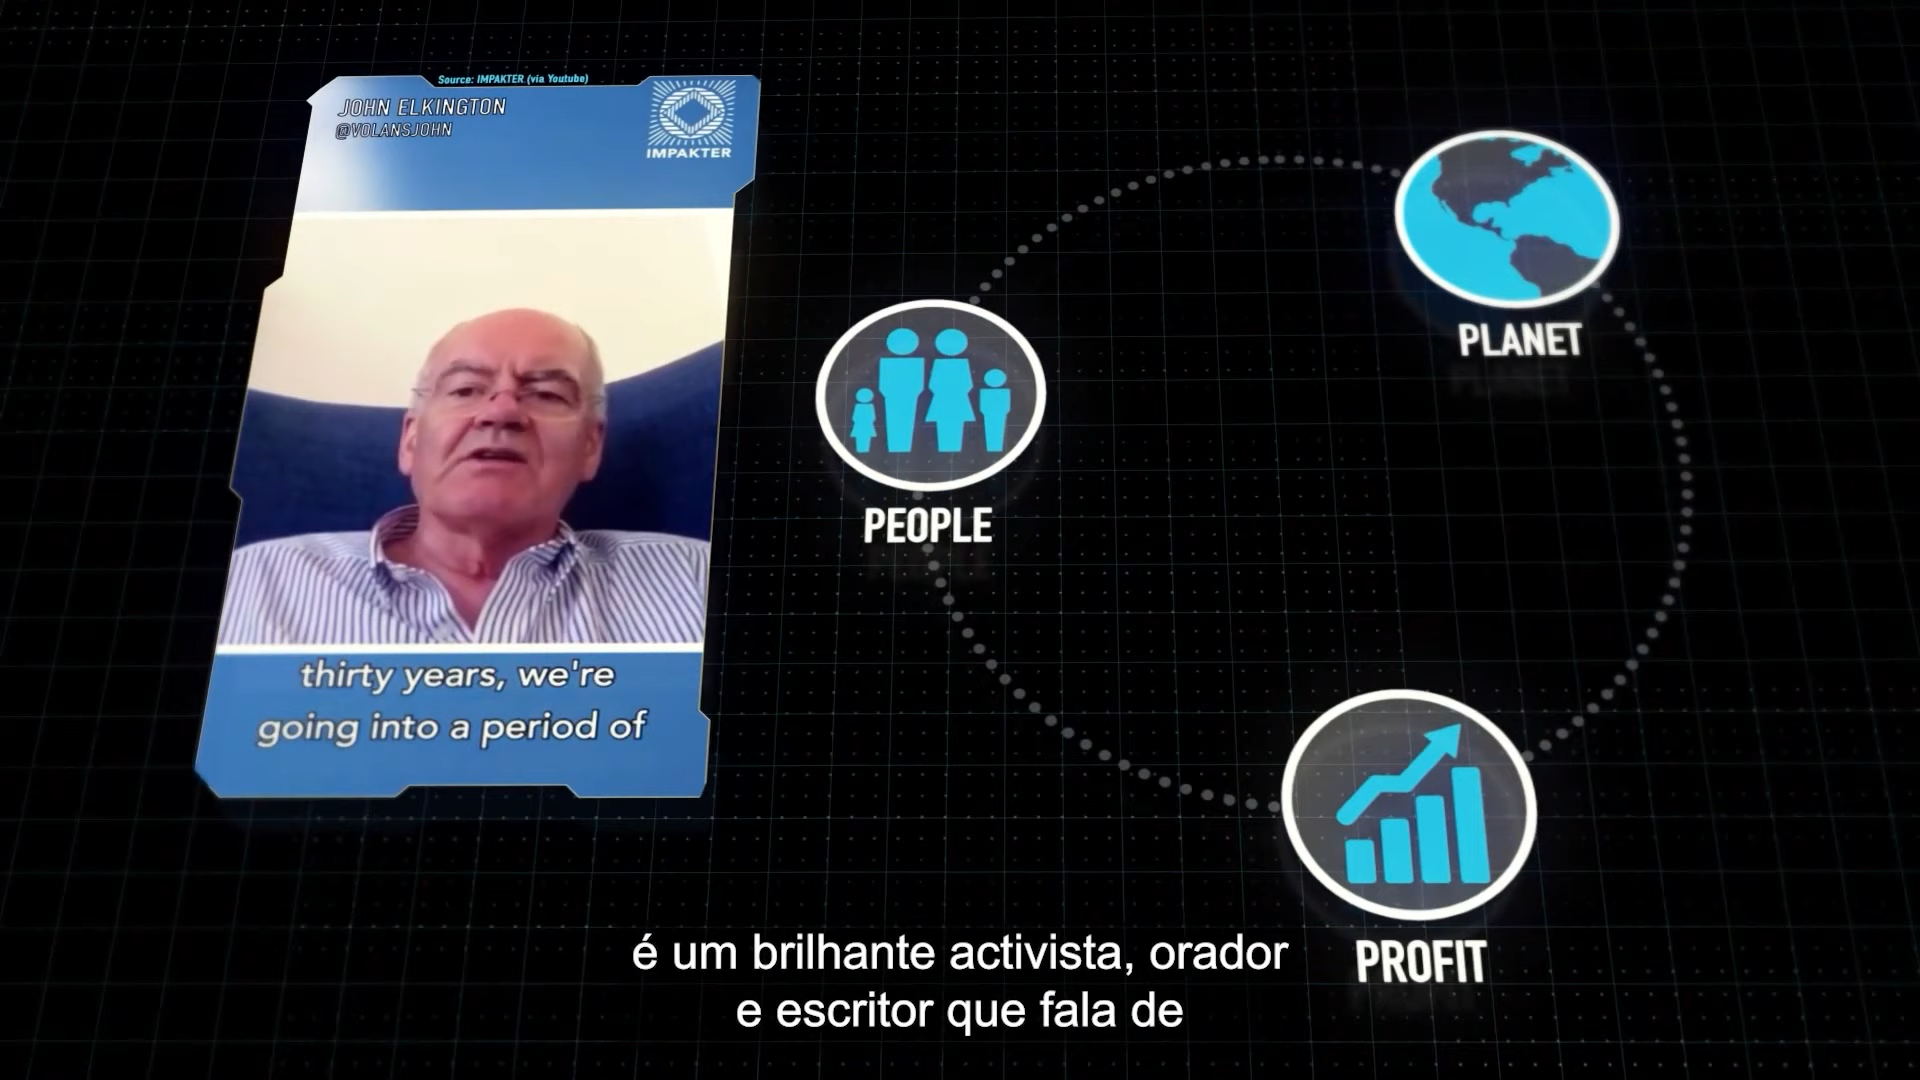 Source: IMPAKTER (via Youtube)
JOHN ELKINGTON
@VOLANSJOHN
IMPAKTER
thirty years, we're
going into a period of
PEOPLE
PLANET
PROFIT
é um brilhante activista, orador
e escritor que fala de